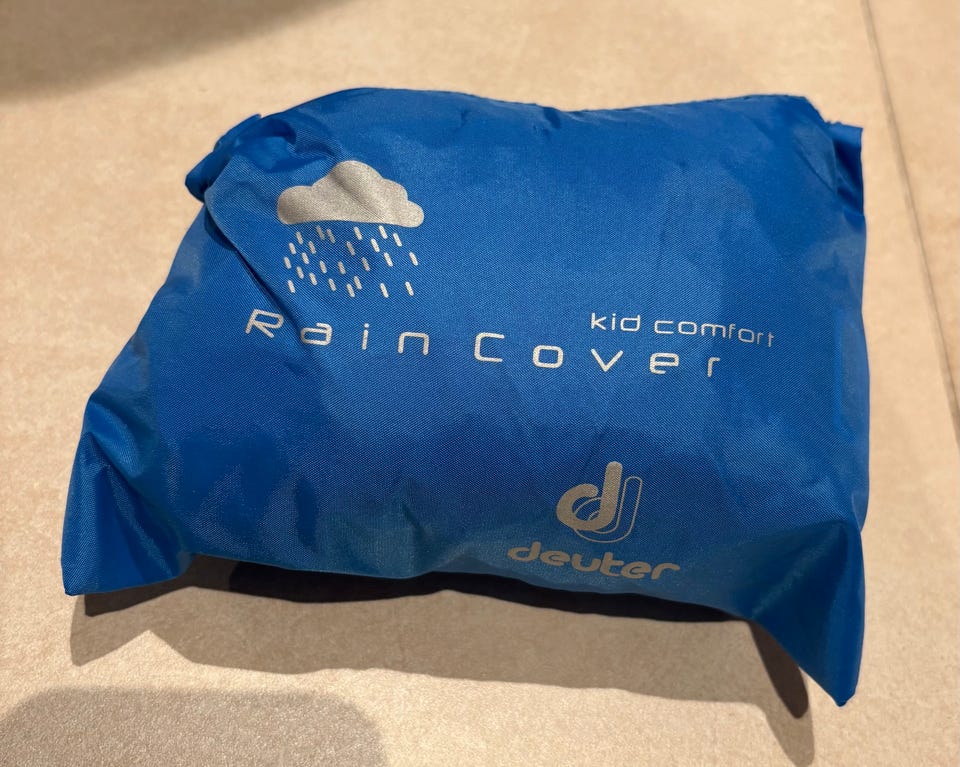 kid comfort
Rain Cover
deuter